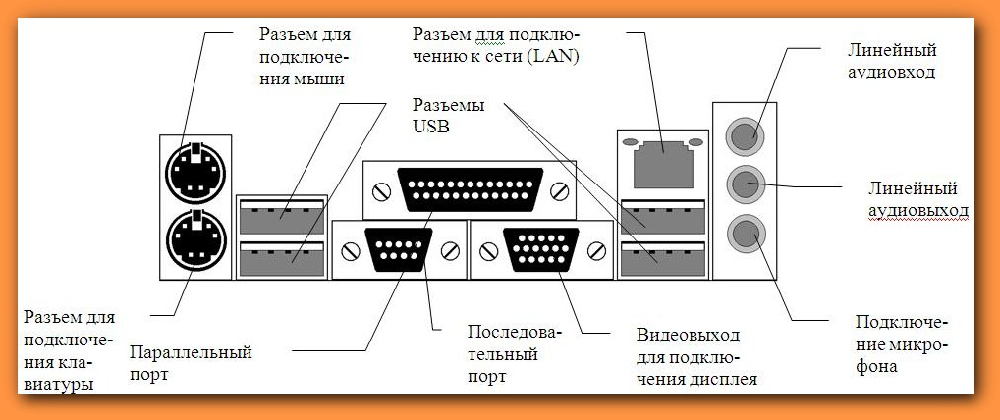 Разъем для
подключе-
ния мыши
Разъем для подклю-
чению к сети (LAN)
Линейный
аудиовход
Разъемы
USB
Линейный
аудиовыход
Разъем для
подключе-
ния кла-
виатуры
Параллельный
порт
Последова-
тельный
порт
Видеовыход
для подклю-
чения дисплея
Подключе-
ние микро-
фона